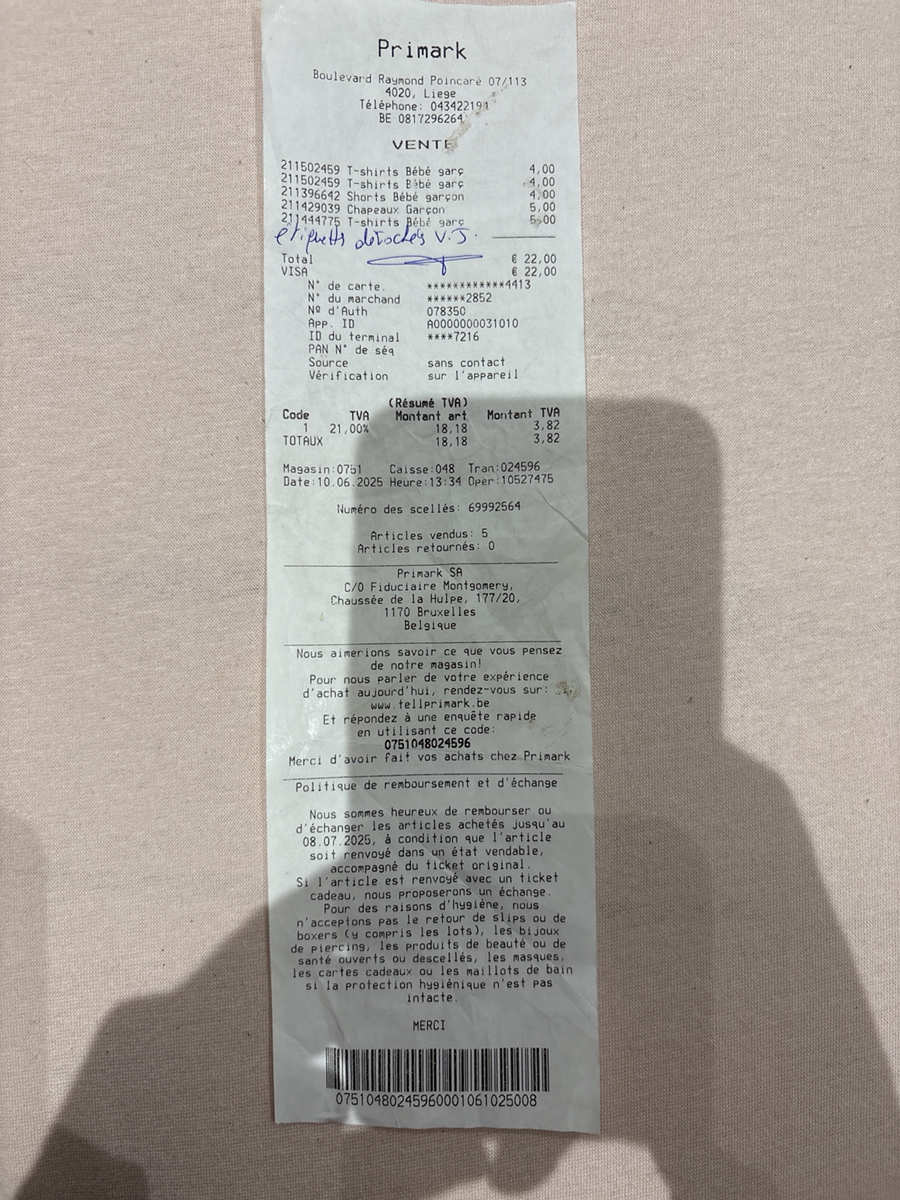 Primark
Boulevard Raymond Poincaré 07/113
4020, Liege
Téléphone: 043422191
BE 0817296264
VENTE
211502459 T-shirts Bébé garç 4,00
211502459 T-shirts Bébé garç 4,00
211396642 Shorts Bébé garçon 4,00
211429039 Chapeaux Garçon 5,00
211444775 T-shirts Bébé garç 5,00
étiquetts détachés V.J.
Total € 22,00
VISA € 22,00
N° de carte. ************4413
N° du marchand ******2852
Nº d'Auth 078350
App. ID A0000000031010
ID du terminal ****7216
PAN N° de séq
Source sans contact
Vérification sur l'appareil
(Résumé TVA)
Code TVA Montant art Montant TVA
1 21,00% 18,18 3,82
TOTAUX 18,18 3,82
Magasin:0751 Caisse:048 Tran:024596
Date:10.06.2025 Heure:13:34 Oper:10527475
Numéro des scellés: 69992564
Articles vendus: 5
Articles retournés: 0
Primark SA
C/O Fiduciaire Montgomery,
Chaussée de la Hulpe, 177/20,
1170 Bruxelles
Belgique
Nous aimerions savoir ce que vous pensez
de notre magasin!
Pour nous parler de votre expérience
d'achat aujourd'hui, rendez-vous sur:
www.tellprimark.be
Et répondez à une enquête rapide
en utilisant ce code:
0751048024596
Merci d'avoir fait vos achats chez Primark
Politique de remboursement et d'échange
Nous sommes heureux de rembourser ou
d'échanger les articles achetés jusqu'au
08.07.2025, à condition que l'article
soit renvoyé dans un état vendable,
accompagné du ticket original.
Si l'article est renvoyé avec un ticket
cadeau, nous proposerons un échange.
Pour des raisons d'hygiène, nous
n'acceptons pas le retour de slips ou de
boxers (y compris les lots), les bijoux
de piercing, les produits de beauté ou de
santé ouverts ou descellés, les masques,
les cartes cadeaux ou les maillots de bain
si la protection hygiénique n'est pas
intacte.
MERCI
07510480245960001061025008